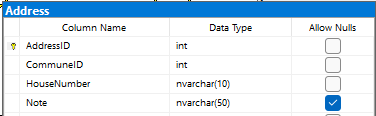 Address
Column Name Data Type Allow Nulls
AddressID int
CommuneID int
HouseNumber nvarchar(10)
Note nvarchar(50)